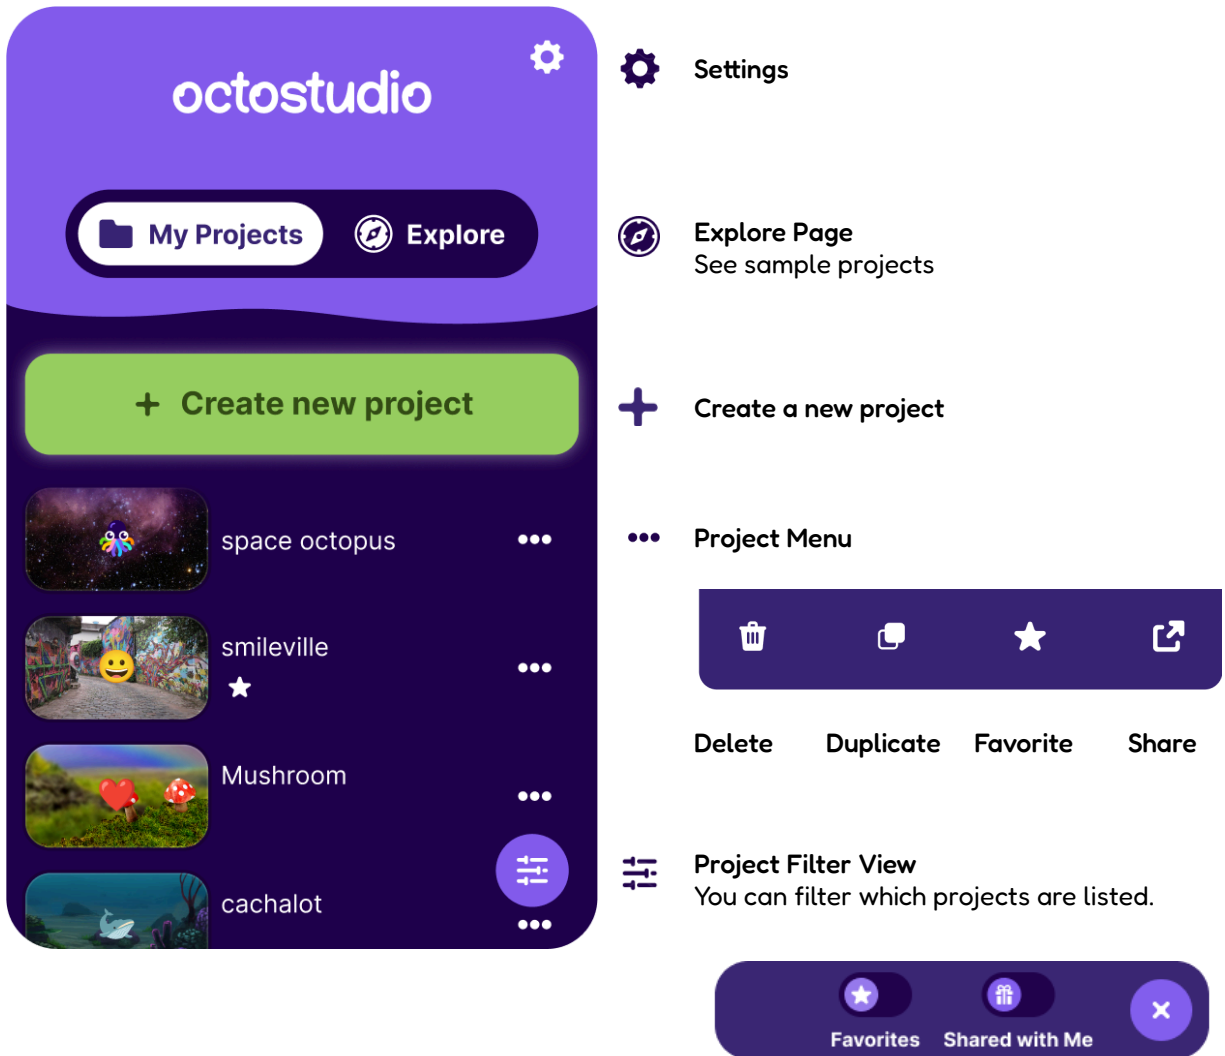 octostudio
My Projects
Explore
Create new project
space octopus
smileville
Mushroom
cachalot
Settings
Explore Page
See sample projects
Create a new project
Project Menu
Delete
Duplicate
Favorite
Share
Project Filter View
You can filter which projects are listed.
Favorites
Shared with Me